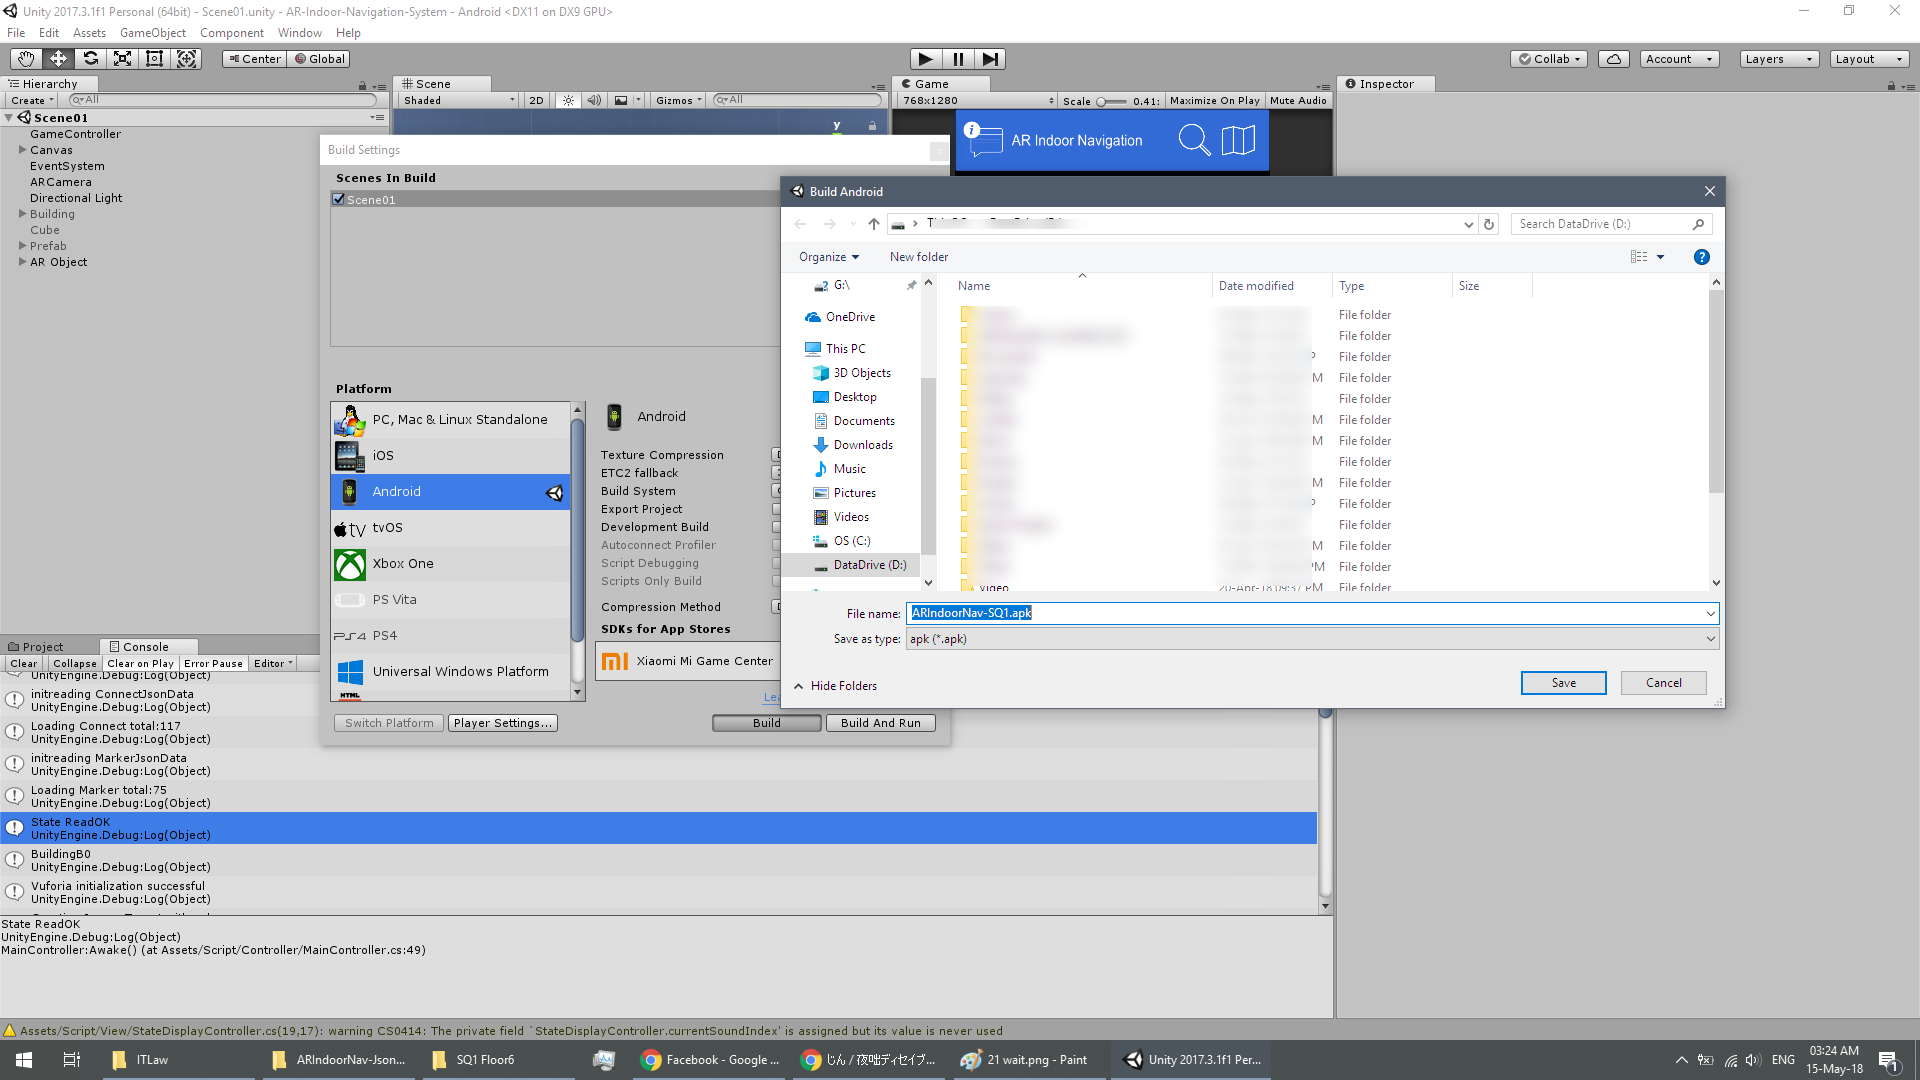 Unity 2017.3.1f1 Personal (64bit) - Scene01.unity - AR-Indoor-Navigation-System - Android <DX11 on DX9 GPU>
File Edit Assets GameObject Component Window Help
Center Global Collab Account Layers Layout
Hierarchy
Create All
Scene01
GameController
Canvas
EventSystem
ARCamera
Directional Light
Building
Cube
Prefab
AR Object
Scene
Shaded 2D Gizmos All
y
Game
768x1280 Scale 0.41: Maximize On Play Mute Audio
AR Indoor Navigation
Inspector
Build Settings
Scenes In Build
Scene01
Platform
PC, Mac & Linux Standalone
iOS
Android
tvOS
Xbox One
PS Vita
PS4
Universal Windows Platform
HTML
Android
Texture Compression
ETC2 fallback
Build System
Export Project
Development Build
Autoconnect Profiler
Script Debugging
Scripts Only Build
Compression Method
SDKs for App Stores
Xiaomi Mi Game Center
Switch Platform Player Settings... Build Build And Run
Build Android
Search DataDrive (D:)
Organize New folder
G:\
OneDrive
This PC
3D Objects
Desktop
Documents
Downloads
Music
Pictures
Videos
OS (C:)
DataDrive (D:)
Name Date modified Type Size
File folder
File folder
File folder
M File folder
File folder
M File folder
M File folder
File folder
M File folder
File folder
File folder
M File folder
PM File folder
Video 20-Apr-18 09:37 PM File folder
File name: ARIndoorNav-SQ1.apk
Save as type: apk (*.apk)
Hide Folders Save Cancel
Project Console
Clear Collapse Clear on Play Error Pause Editor
UnityEngine.Debug:Log(Object)
initreading ConnectJsonData
UnityEngine.Debug:Log(Object)
Loading Connect total:117
UnityEngine.Debug:Log(Object)
initreading MarkerJsonData
UnityEngine.Debug:Log(Object)
Loading Marker total:75
UnityEngine.Debug:Log(Object)
State ReadOK
UnityEngine.Debug:Log(Object)
BuildingB0
UnityEngine.Debug:Log(Object)
Vuforia initialization successful
UnityEngine.Debug:Log(Object)
State ReadOK
UnityEngine.Debug:Log(Object)
MainController:Awake() (at Assets/Script/Controller/MainController.cs:49)
Assets/Script/View/StateDisplayController.cs(19,17): warning CS0414: The private field `StateDisplayController.currentSoundIndex' is assigned but its value is never used
ITLaw ARIndoorNav-Json... SQ1 Floor6 Facebook - Google ... じん / 夜咄ディセイブ... 21 wait.png - Paint Unity 2017.3.1f1 Per... ENG 03:24 AM
15-May-18 1